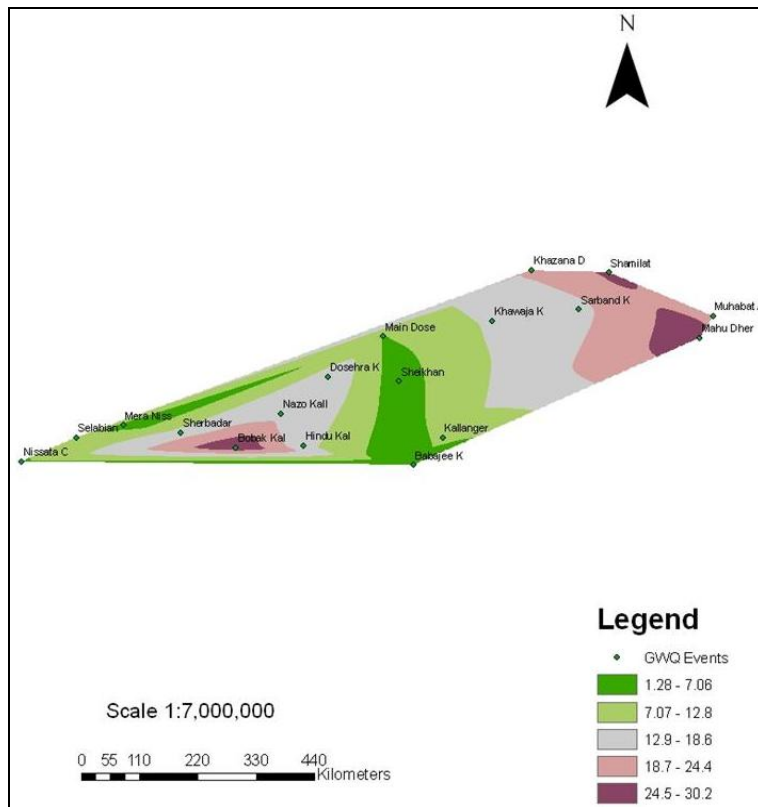 N
Khazana D
Shamilat
Muhabat
Sarband K
Khawaja K
Mahu Dher
Main Dose
Dosehra K
Sheikhan
Nazo Kall
Mera Niss
Sherbadar
Selabian
Kallanger
Bobak Kal
Hindu Kal
Nissata C
Babajee K
Legend
GWQ Events
1.28 - 7.06
7.07 - 12.8
12.9 - 18.6
18.7 - 24.4
24.5 - 30.2
Scale 1:7,000,000
0 55 110 220 330 440
Kilometers